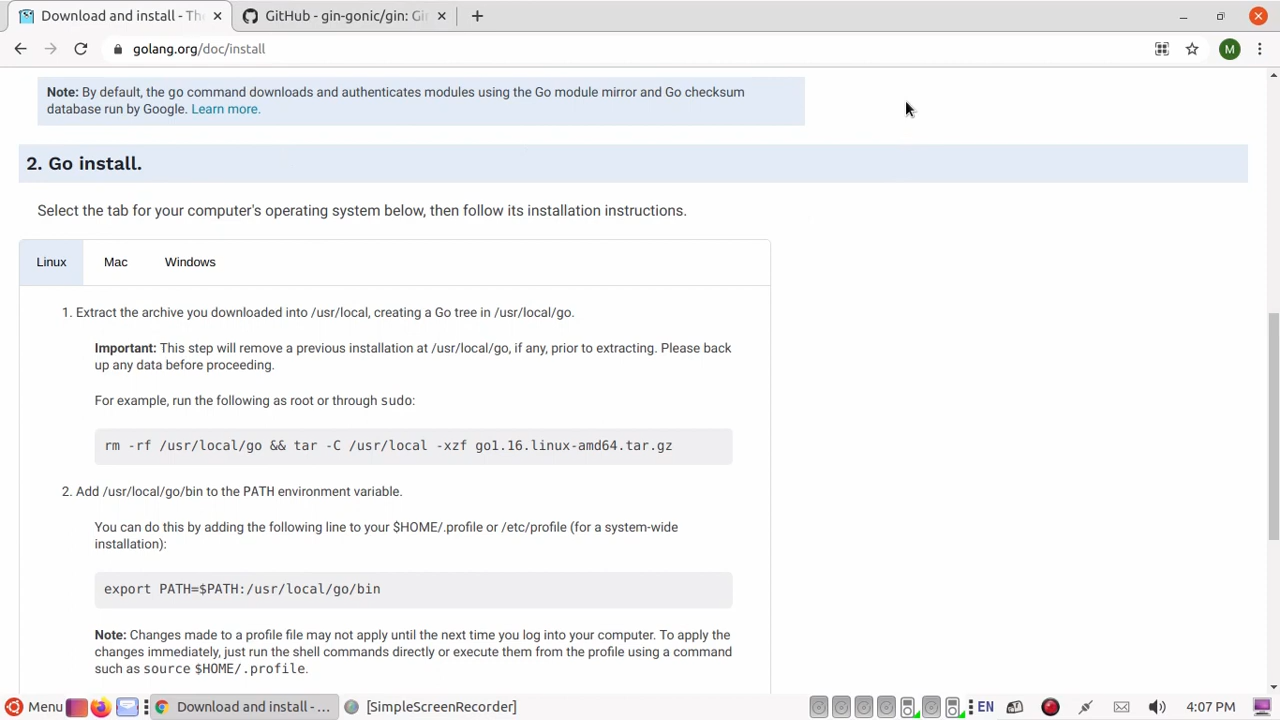 Download and install - The
GitHub - gin-gonic/gin: Gi
golang.org/doc/install
M
Note: By default, the go command downloads and authenticates modules using the Go module mirror and Go checksum
database run by Google. Learn more.
2. Go install.
Select the tab for your computer's operating system below, then follow its installation instructions.
Linux Mac Windows
1. Extract the archive you downloaded into /usr/local, creating a Go tree in /usr/local/go.
Important: This step will remove a previous installation at /usr/local/go, if any, prior to extracting. Please back
up any data before proceeding.
For example, run the following as root or through sudo:
rm -rf /usr/local/go && tar -C /usr/local -xzf go1.16.linux-amd64.tar.gz
2. Add /usr/local/go/bin to the PATH environment variable.
You can do this by adding the following line to your $HOME/.profile or /etc/profile (for a system-wide
installation):
export PATH=$PATH:/usr/local/go/bin
Note: Changes made to a profile file may not apply until the next time you log into your computer. To apply the
changes immediately, just run the shell commands directly or execute them from the profile using a command
such as source $HOME/.profile.
Menu Download and install - ... [SimpleScreenRecorder] EN 4:07 PM